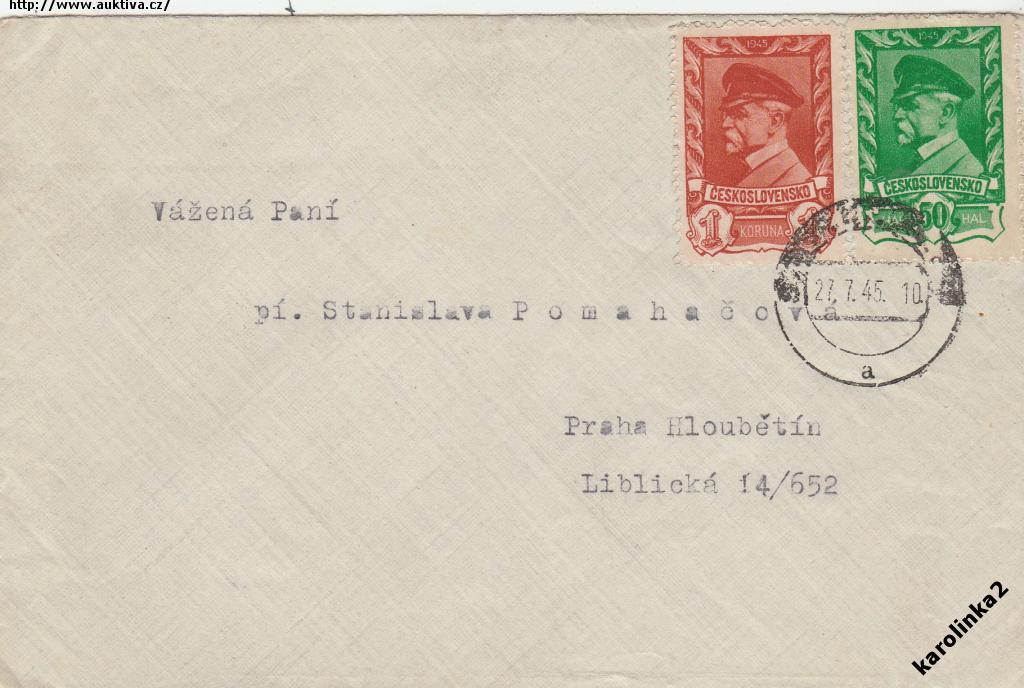 http://www.auktiva.cz/
1945
ČESKOSLOVENSKO
1 KORUNA
1945
ČESKOSLOVENSKO
50 HAL
27. 7. 45. 10
a
Vážená Paní
pí. Stanislava P o m a h a č o v á
Praha Hloubětín
Liblická 14/652
karolinka2